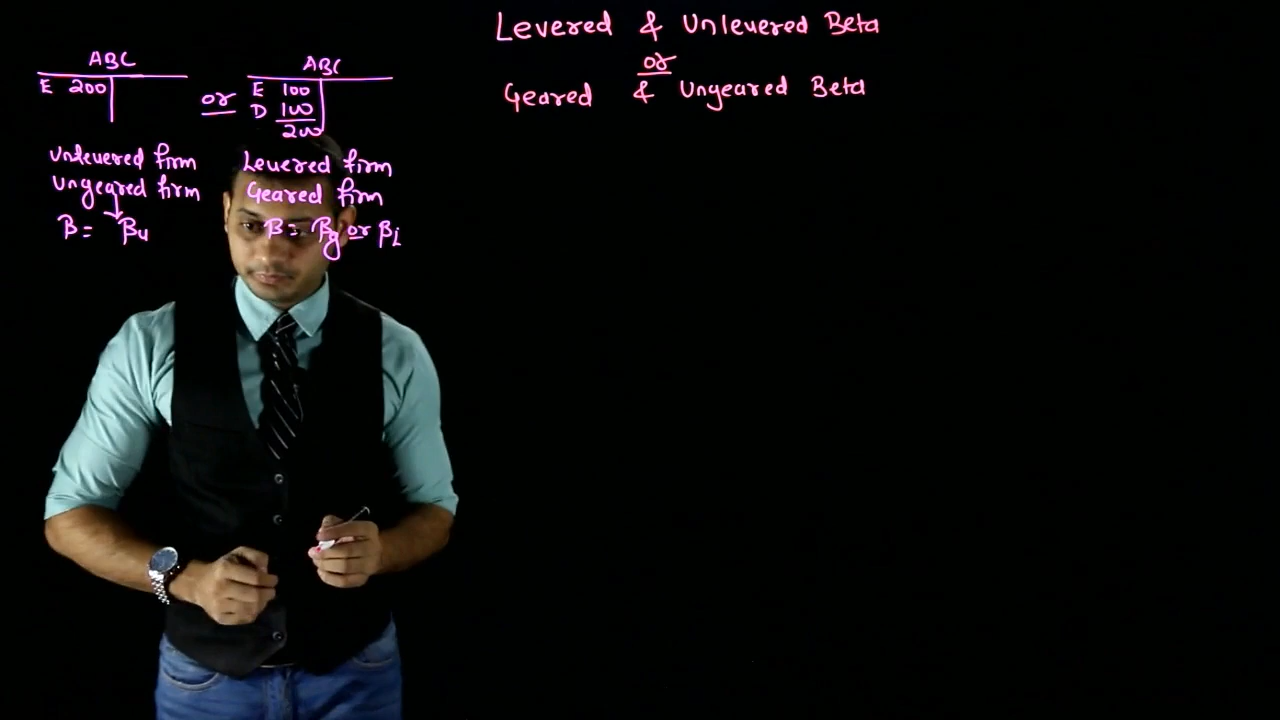 Levered & Unlevered Beta
or
Geared & Ungeared Beta
ABC
E 200
or
ABC
E 100
D 100
200
Unlevered firm
Ungeared firm
β = βu
Levered firm
Geared firm
β = βg or βL